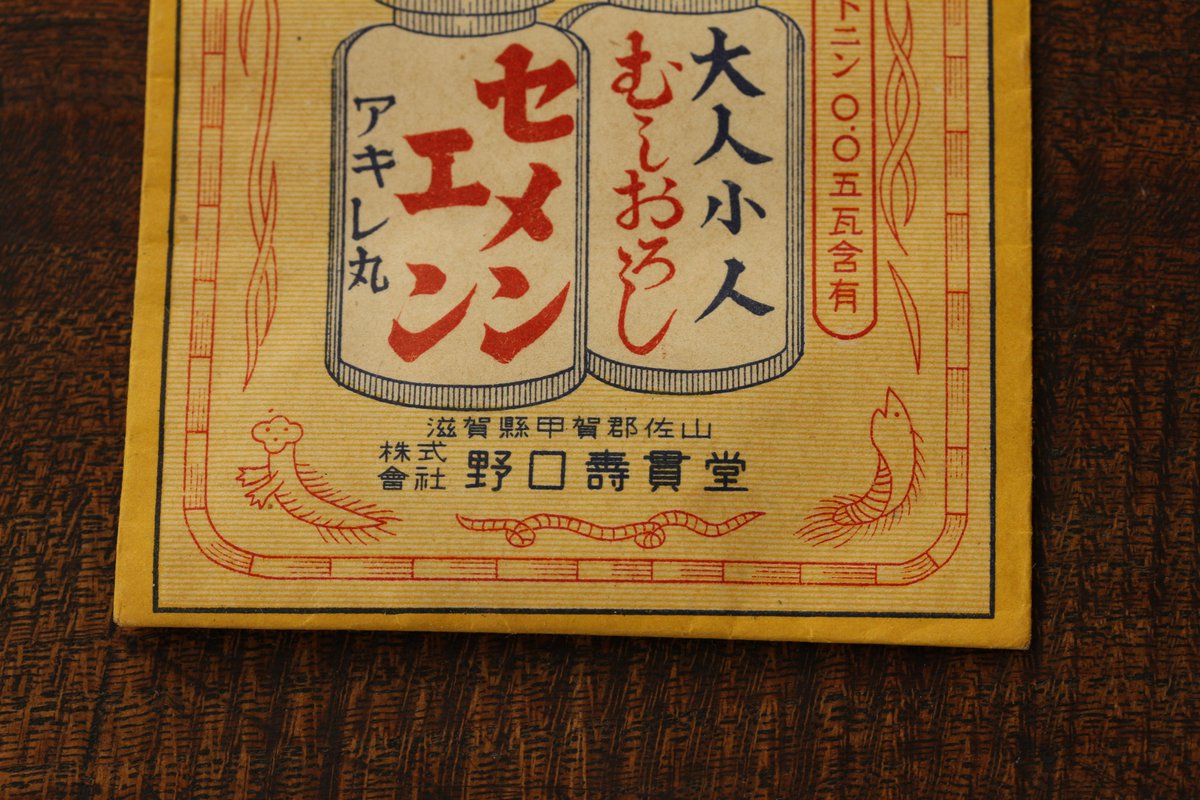 トニン〇.〇五瓦含有
大人小人
むしおろし
セメン
エン
アキレ丸
滋賀縣甲賀郡佐山
株式
會社 野口壽貫堂